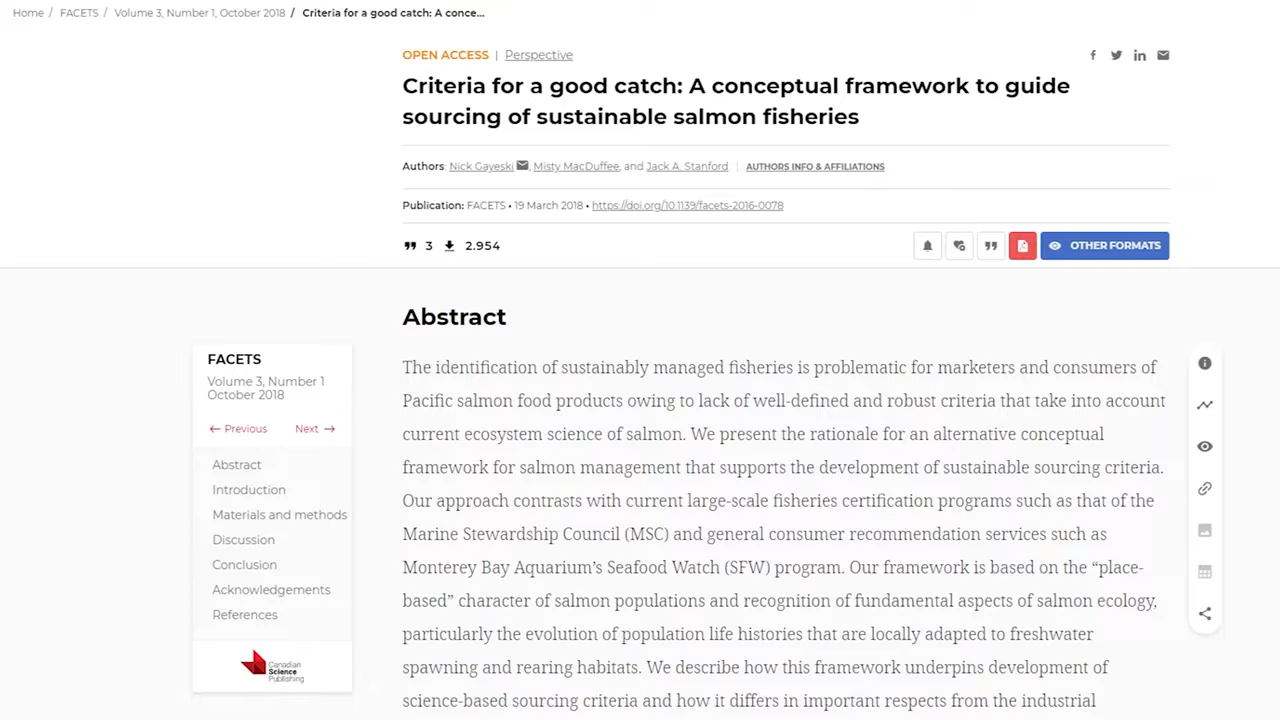 Home / FACETS / Volume 3, Number 1, October 2018 / Criteria for a good catch: A conce...
OPEN ACCESS | Perspective
Criteria for a good catch: A conceptual framework to guide
sourcing of sustainable salmon fisheries
Authors: Nick Gayeski, Misty MacDuffee, and Jack A. Stanford | AUTHORS INFO & AFFILIATIONS
Publication: FACETS • 19 March 2018 • https://doi.org/10.1139/facets-2016-0078
3 2.954
OTHER FORMATS
Abstract
FACETS
Volume 3, Number 1
October 2018
← Previous Next →
Abstract
Introduction
Materials and methods
Discussion
Conclusion
Acknowledgements
References
Canadian
Science
Publishing
The identification of sustainably managed fisheries is problematic for marketers and consumers of
Pacific salmon food products owing to lack of well-defined and robust criteria that take into account
current ecosystem science of salmon. We present the rationale for an alternative conceptual
framework for salmon management that supports the development of sustainable sourcing criteria.
Our approach contrasts with current large-scale fisheries certification programs such as that of the
Marine Stewardship Council (MSC) and general consumer recommendation services such as
Monterey Bay Aquarium’s Seafood Watch (SFW) program. Our framework is based on the “place-
based” character of salmon populations and recognition of fundamental aspects of salmon ecology,
particularly the evolution of population life histories that are locally adapted to freshwater
spawning and rearing habitats. We describe how this framework underpins development of
science-based sourcing criteria and how it differs in important respects from the industrial